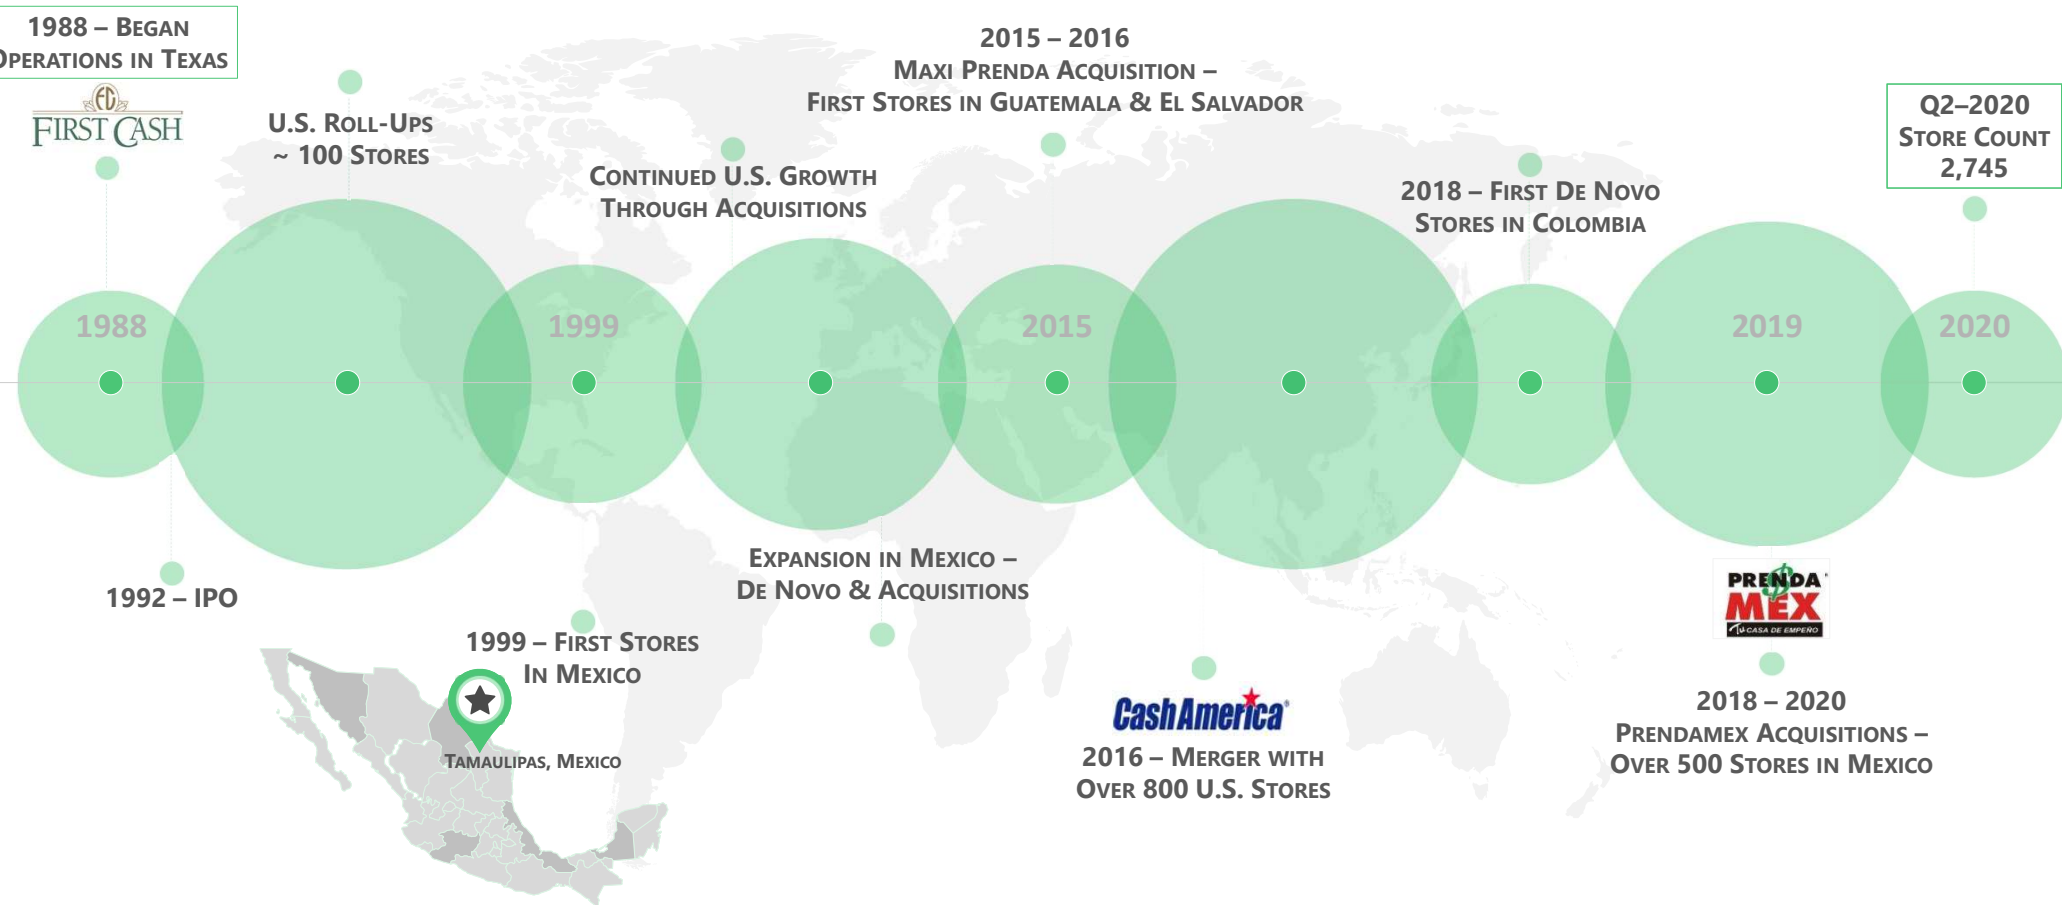 1988 – Began
Operations in Texas
FC
FIRST CASH
U.S. Roll-Ups
~ 100 Stores
Continued U.S. Growth
Through Acquisitions
2015 – 2016
Maxi Prenda Acquisition –
First Stores in Guatemala & El Salvador
2018 – First De Novo
Stores in Colombia
Q2–2020
Store Count
2,745
1988
1999
2015
2019
2020
1992 – IPO
1999 – First Stores
In Mexico
Tamaulipas, Mexico
Expansion in Mexico –
De Novo & Acquisitions
Cash America
2016 – Merger with
Over 800 U.S. Stores
PRENDA
MEX
Tu CASA DE EMPEÑO
2018 – 2020
Prendamex Acquisitions –
Over 500 Stores in Mexico